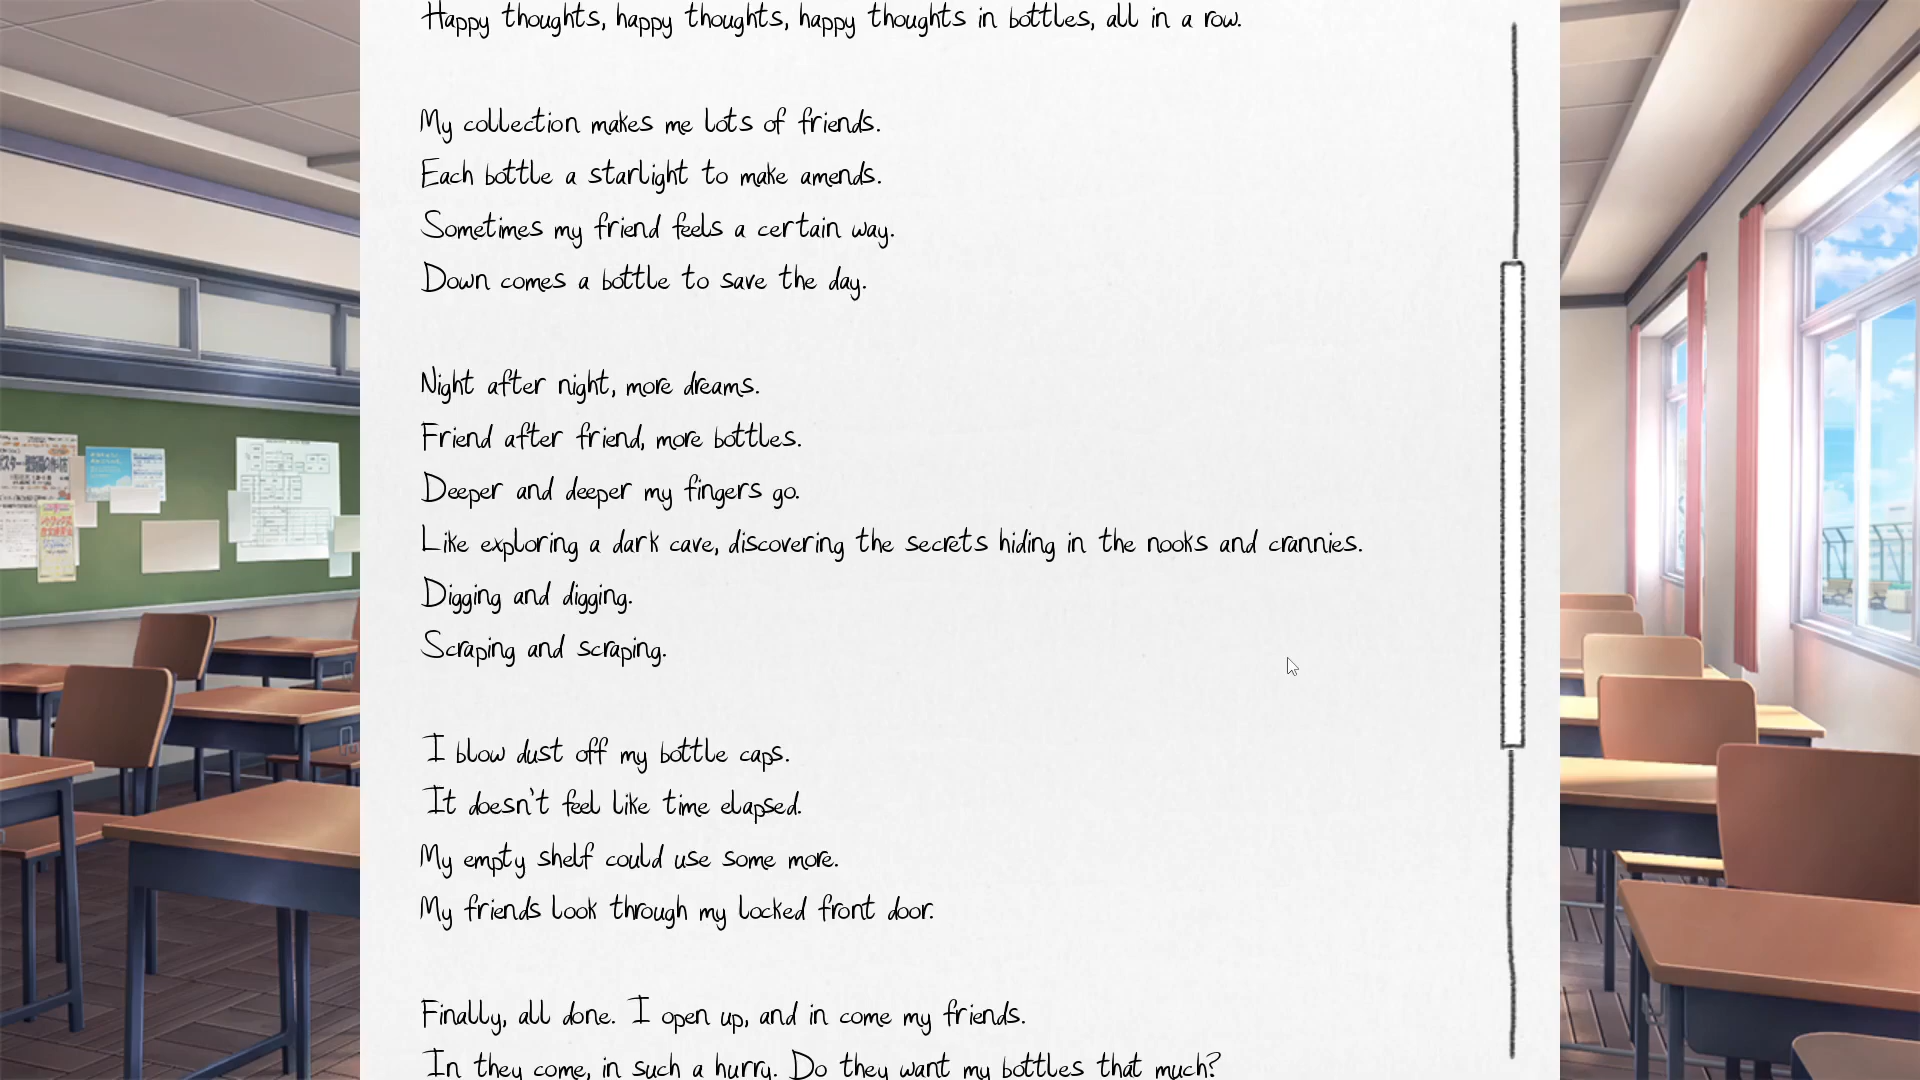 Happy thoughts, happy thoughts, happy thoughts in bottles, all in a row.
My collection makes me lots of friends.
Each bottle a starlight to make amends.
Sometimes my friend feels a certain way.
Down comes a bottle to save the day.
Night after night, more dreams.
Friend after friend, more bottles.
Deeper and deeper my fingers go.
Like exploring a dark cave, discovering the secrets hiding in the nooks and crannies.
Digging and digging.
Scraping and scraping.
I blow dust off my bottle caps.
It doesn't feel like time elapsed.
My empty shelf could use some more.
My friends look through my locked front door.
Finally, all done. I open up, and in come my friends.
In they come, in such a hurry. Do they want my bottles that much?